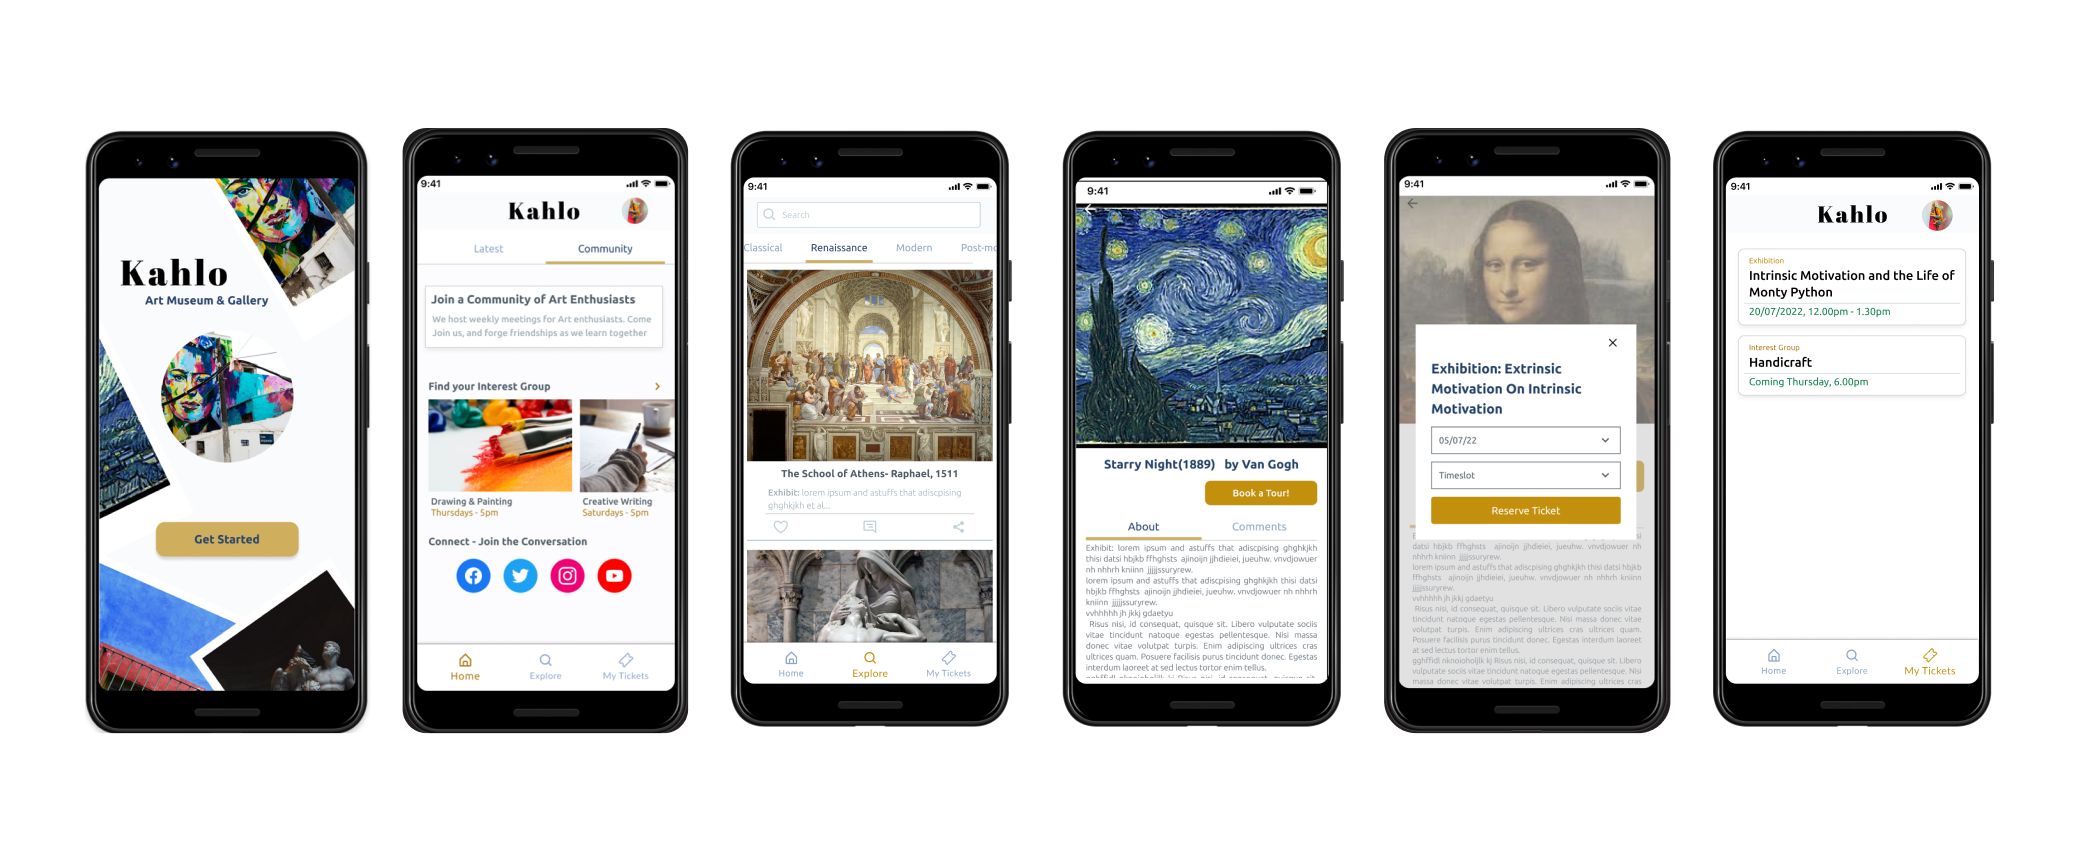 Kahlo
Art Museum & Gallery
Get Started
9:41
Kahlo
Latest
Community
Join a Community of Art Enthusiasts
We host weekly meetings for Art enthusiasts. Come
Join us, and forge friendships as we learn together
Find your Interest Group
Drawing & Painting
Thursdays - 5pm
Creative Writing
Saturdays - 5pm
Connect - Join the Conversation
Home
Explore
My Tickets
9:41
Search
Classical
Renaissance
Modern
Post-mo
The School of Athens- Raphael, 1511
Exhibit: lorem ipsum and astuffs that adiscpising
ghghkjkh et al...
Home
Explore
My Tickets
9:41
Starry Night(1889) by Van Gogh
Book a Tour!
About
Comments
Exhibit: lorem ipsum and astuffs that adiscpising ghghkjkh
thisi datsi hbjkb ffhghsts ajinoijn jjhdieiei, jueuhw. vnvdjowuer
nh nhhrh kniinn jjjjjssuryrew.
lorem ipsum and astuffs that adiscpising ghghkjkh thisi datsi
hbjkb ffhghsts ajinoijn jjhdieiei, jueuhw. vnvdjowuer nh nhhrh
kniinn jjjjjssuryrew.
vvhhhhh jh jkkj gdaetyu
Risus nisi, id consequat, quisque sit. Libero vulputate sociis
vitae tincidunt natoque egestas pellentesque. Nisi massa
donec vitae volutpat turpis. Enim adipiscing ultrices cras
ultrices quam. Posuere facilisis purus tincidunt donec. Egestas
interdum laoreet at sed lectus tortor enim tellus.
9:41
Exhibition: Extrinsic
Motivation On Intrinsic
Motivation
05/07/22
Timeslot
Reserve Ticket
datsi hbjkb ffhghsts ajinoijn jjhdieiei, jueuhw. vnvdjowuer nh
nhhrh kniinn jjjjjssuryrew.
lorem ipsum and astuffs that adiscpising ghghkjkh thisi datsi hbjkb
ffhghsts ajinoijn jjhdieiei, jueuhw. vnvdjowuer nh nhhrh kniinn
jjjjjssuryrew.
vvhhhhh jh jkkj gdaetyu
Risus nisi, id consequat, quisque sit. Libero vulputate sociis vitae
tincidunt natoque egestas pellentesque. Nisi massa donec vitae
volutpat turpis. Enim adipiscing ultrices cras ultrices quam.
Posuere facilisis purus tincidunt donec. Egestas interdum laoreet
at sed lectus tortor enim tellus.
gghffidl nknoioholjlk kj Risus nisi, id consequat, quisque sit. Libero
vulputate sociis vitae tincidunt natoque egestas pellentesque. Nisi
massa donec vitae volutpat turpis. Enim adipiscing ultrices cras
9:41
Kahlo
Exhibition
Intrinsic Motivation and the Life of
Monty Python
20/07/2022, 12.00pm - 1.30pm
Interest Group
Handicraft
Coming Thursday, 6.00pm
Home
Explore
My Tickets